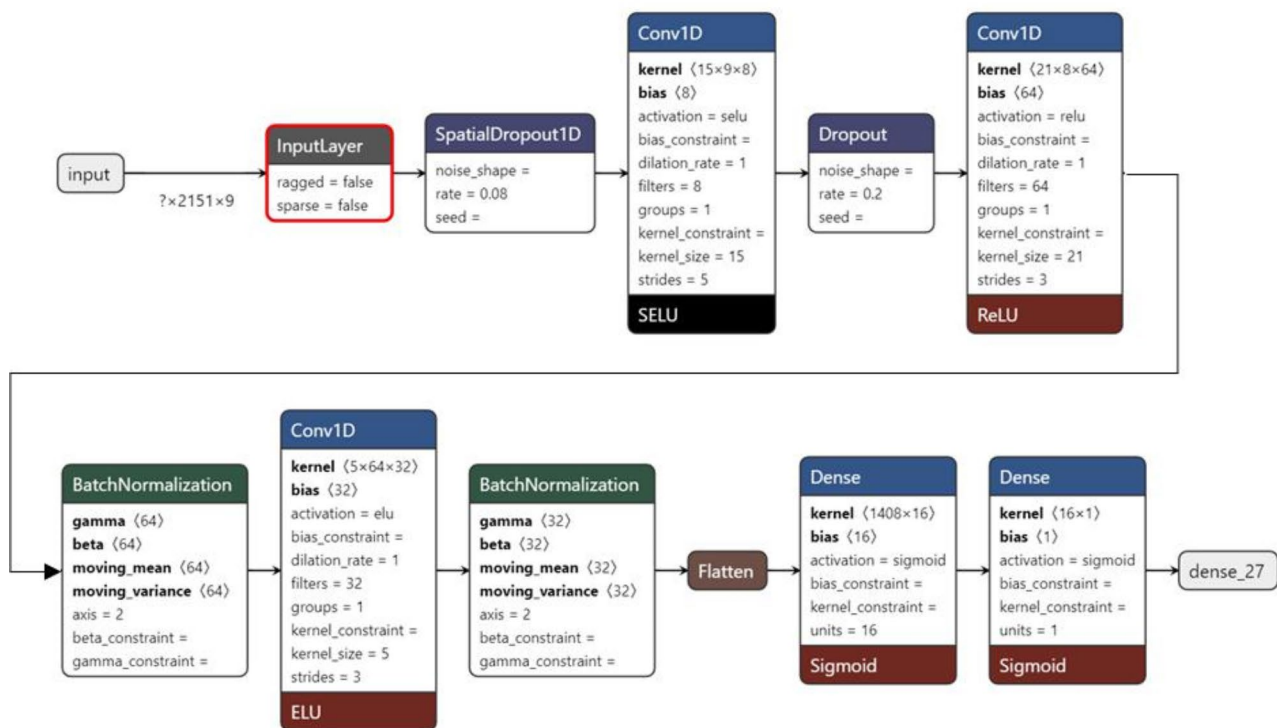 input
?×2151×9
InputLayer
ragged = false
sparse = false
SpatialDropout1D
noise_shape =
rate = 0.08
seed =
Conv1D
kernel ⟨15×9×8⟩
bias ⟨8⟩
activation = selu
bias_constraint =
dilation_rate = 1
filters = 8
groups = 1
kernel_constraint =
kernel_size = 15
strides = 5
SELU
Dropout
noise_shape =
rate = 0.2
seed =
Conv1D
kernel ⟨21×8×64⟩
bias ⟨64⟩
activation = relu
bias_constraint =
dilation_rate = 1
filters = 64
groups = 1
kernel_constraint =
kernel_size = 21
strides = 3
ReLU
BatchNormalization
gamma ⟨64⟩
beta ⟨64⟩
moving_mean ⟨64⟩
moving_variance ⟨64⟩
axis = 2
beta_constraint =
gamma_constraint =
Conv1D
kernel ⟨5×64×32⟩
bias ⟨32⟩
activation = elu
bias_constraint =
dilation_rate = 1
filters = 32
groups = 1
kernel_constraint =
kernel_size = 5
strides = 3
ELU
BatchNormalization
gamma ⟨32⟩
beta ⟨32⟩
moving_mean ⟨32⟩
moving_variance ⟨32⟩
axis = 2
beta_constraint =
gamma_constraint =
Flatten
Dense
kernel ⟨1408×16⟩
bias ⟨16⟩
activation = sigmoid
bias_constraint =
kernel_constraint =
units = 16
Sigmoid
Dense
kernel ⟨16×1⟩
bias ⟨1⟩
activation = sigmoid
bias_constraint =
kernel_constraint =
units = 1
Sigmoid
dense_27